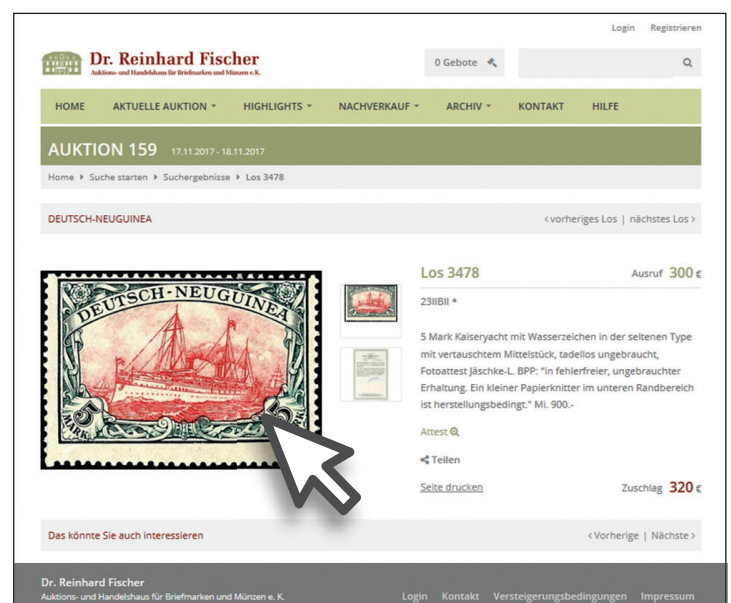 Login Registrieren
Dr. Reinhard Fischer
Auktions- und Handelshaus für Briefmarken und Münzen e. K.
0 Gebote
HOME AKTUELLE AUKTION HIGHLIGHTS NACHVERKAUF ARCHIV KONTAKT HILFE
AUKTION 159 17.11.2017 - 18.11.2017
Home Suche starten Suchergebnisse Los 3478
DEUTSCH-NEUGUINEA
‹ vorheriges Los | nächstes Los ›
DEUTSCH-NEUGUINEA
5 MARK
5
Los 3478
Ausruf 300 €
23IIBII *
5 Mark Kaiseryacht mit Wasserzeichen in der seltenen Type
mit vertauschtem Mittelstück, tadellos ungebraucht,
Fotoattest Jäschke-L. BPP: "in fehlerfreier, ungebrauchter
Erhaltung. Ein kleiner Papierknitter im unteren Randbereich
ist herstellungsbedingt." Mi. 900.-
Attest
Teilen
Seite drucken
Zuschlag 320 €
Das könnte Sie auch interessieren
‹ Vorherige | Nächste ›
Dr. Reinhard Fischer
Auktions- und Handelshaus für Briefmarken und Münzen e. K.
Login Kontakt Versteigerungsbedingungen Impressum